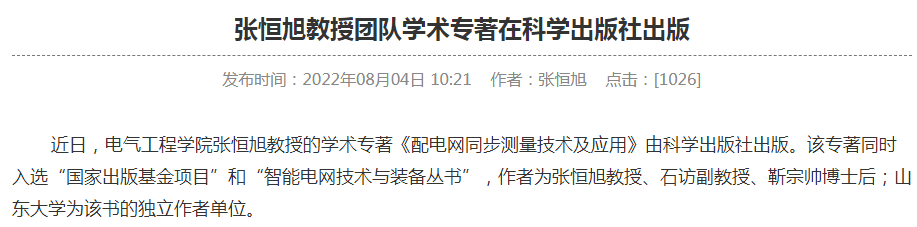 张恒旭教授团队学术专著在科学出版社出版
发布时间：2022年08月04日 10:21 作者：张恒旭 点击：[1026]
近日，电气工程学院张恒旭教授的学术专著《配电网同步测量技术及应用》由科学出版社出版。该专著同时
入选“国家出版基金项目”和“智能电网技术与装备丛书”，作者为张恒旭教授、石访副教授、靳宗帅博士后；山
东大学为该书的独立作者单位。